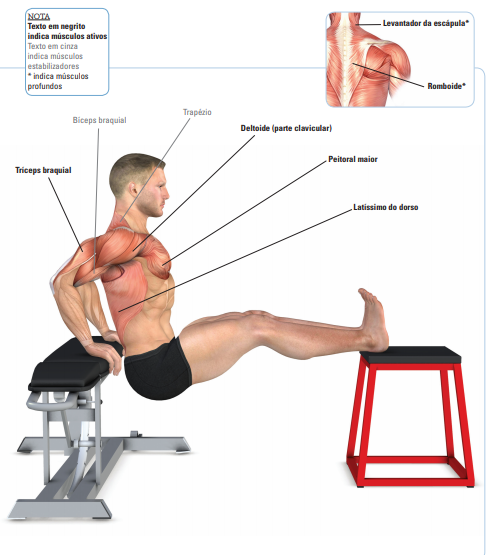 NOTA
Texto em negrito
indica músculos ativos
Texto em cinza
indica músculos
estabilizadores
* indica músculos
profundos
Levantador da escápula*
Romboide*
Trapézio
Bíceps braquial
Deltoide (parte clavicular)
Peitoral maior
Tríceps braquial
Latíssimo do dorso